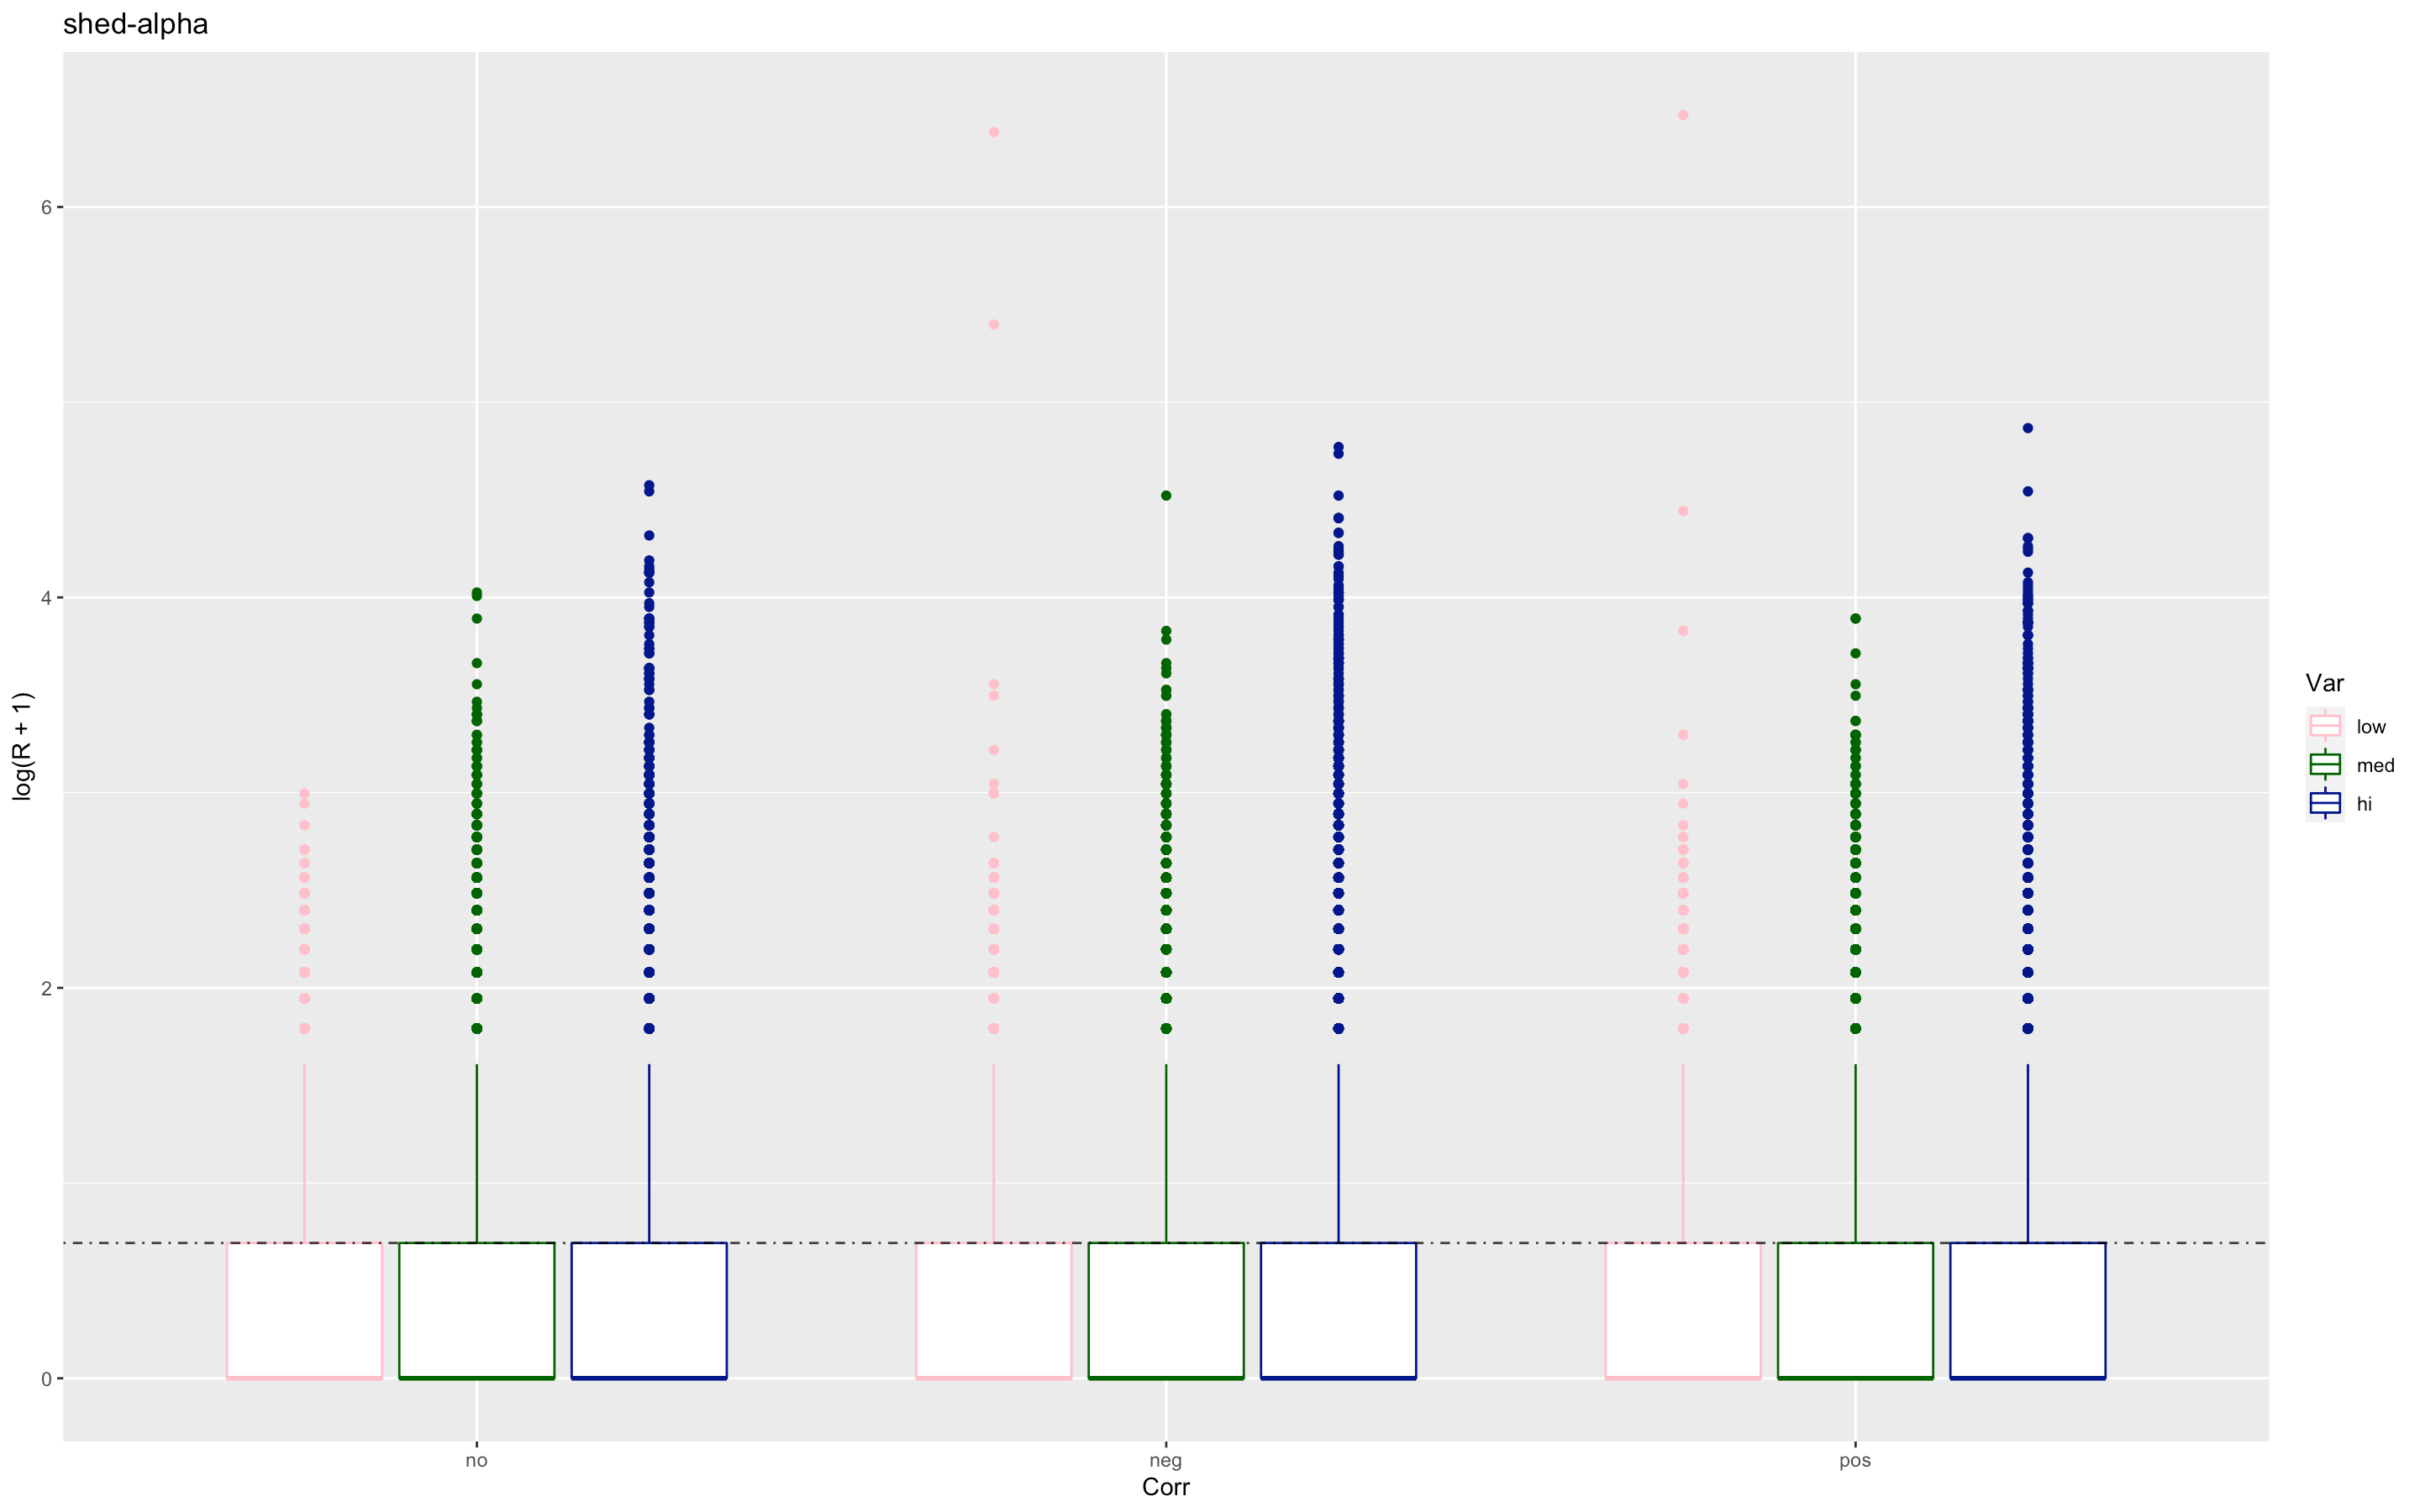 shed-alpha
log(R + 1)
6
4
2
0
no
neg
pos
Corr
Var
low
med
hi